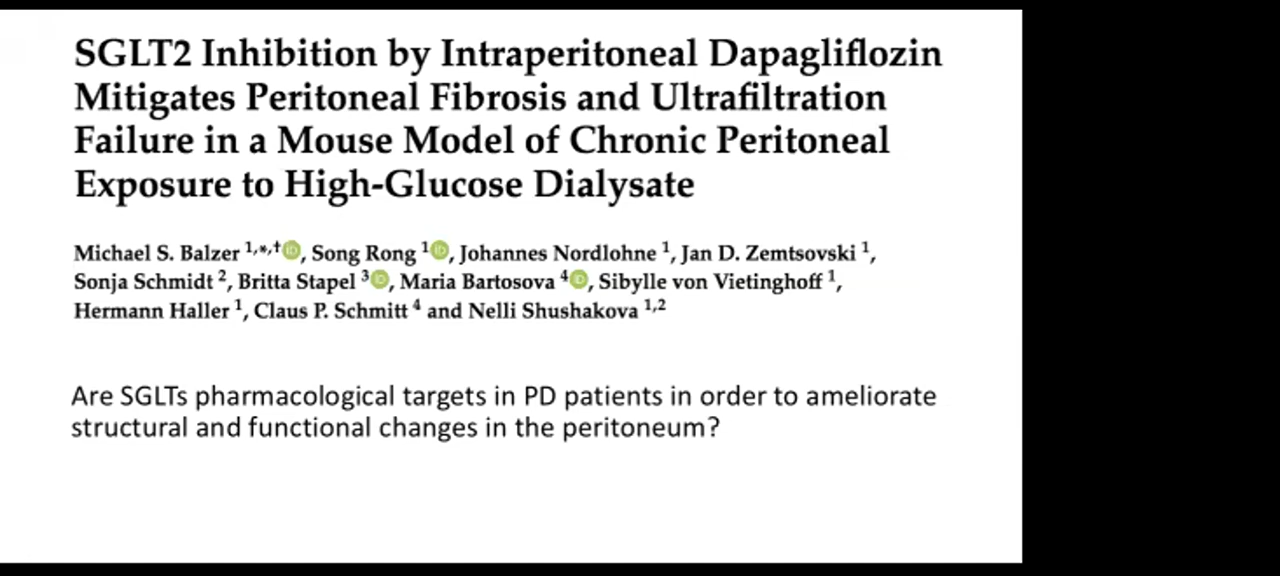 SGLT2 Inhibition by Intraperitoneal Dapagliflozin
Mitigates Peritoneal Fibrosis and Ultrafiltration
Failure in a Mouse Model of Chronic Peritoneal
Exposure to High-Glucose Dialysate
Michael S. Balzer 1,*,† iD, Song Rong 1 iD, Johannes Nordlohne 1, Jan D. Zemtsovski 1,
Sonja Schmidt 2, Britta Stapel 3 iD, Maria Bartosova 4 iD, Sibylle von Vietinghoff 1,
Hermann Haller 1, Claus P. Schmitt 4 and Nelli Shushakova 1,2
Are SGLTs pharmacological targets in PD patients in order to ameliorate
structural and functional changes in the peritoneum?